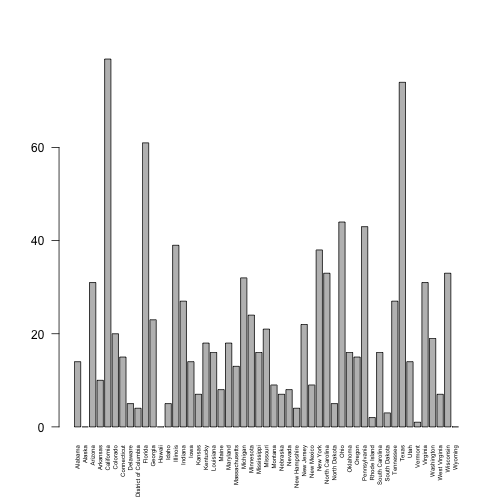 60
40
20
0
Alabama
Alaska
Arizona
Arkansas
California
Colorado
Connecticut
Delaware
District of Columbia
Florida
Georgia
Hawaii
Idaho
Illinois
Indiana
Iowa
Kansas
Kentucky
Louisiana
Maine
Maryland
Massachusetts
Michigan
Minnesota
Mississippi
Missouri
Montana
Nebraska
Nevada
New Hampshire
New Jersey
New Mexico
New York
North Carolina
North Dakota
Ohio
Oklahoma
Oregon
Pennsylvania
Rhode Island
South Carolina
South Dakota
Tennessee
Texas
Utah
Vermont
Virginia
Washington
West Virginia
Wisconsin
Wyoming